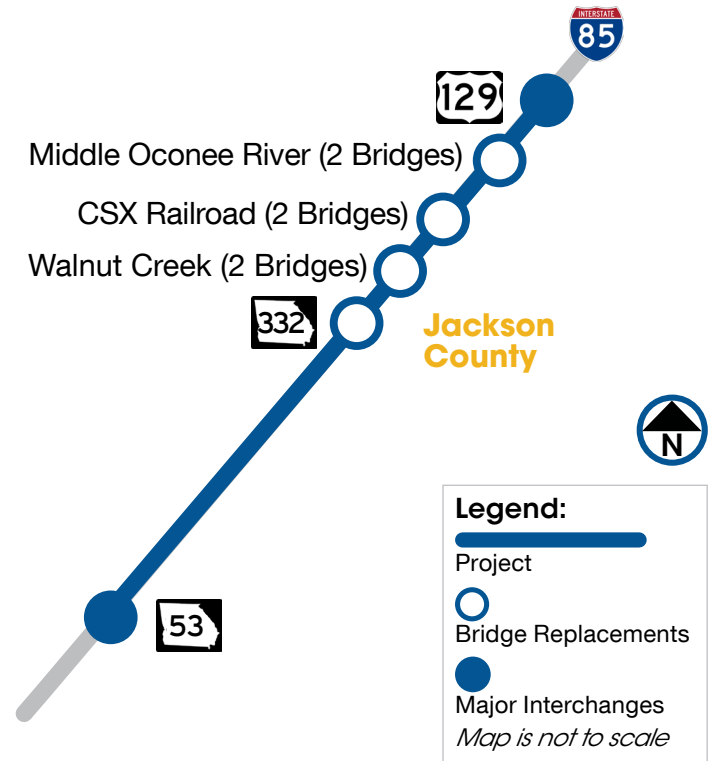 INTERSTATE
85
129
Middle Oconee River (2 Bridges)
CSX Railroad (2 Bridges)
Walnut Creek (2 Bridges)
332
Jackson
County
N
53
Legend:
Project
Bridge Replacements
Major Interchanges
Map is not to scale